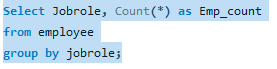 Select Jobrole, Count(*) as Emp_count
from employee
group by jobrole;